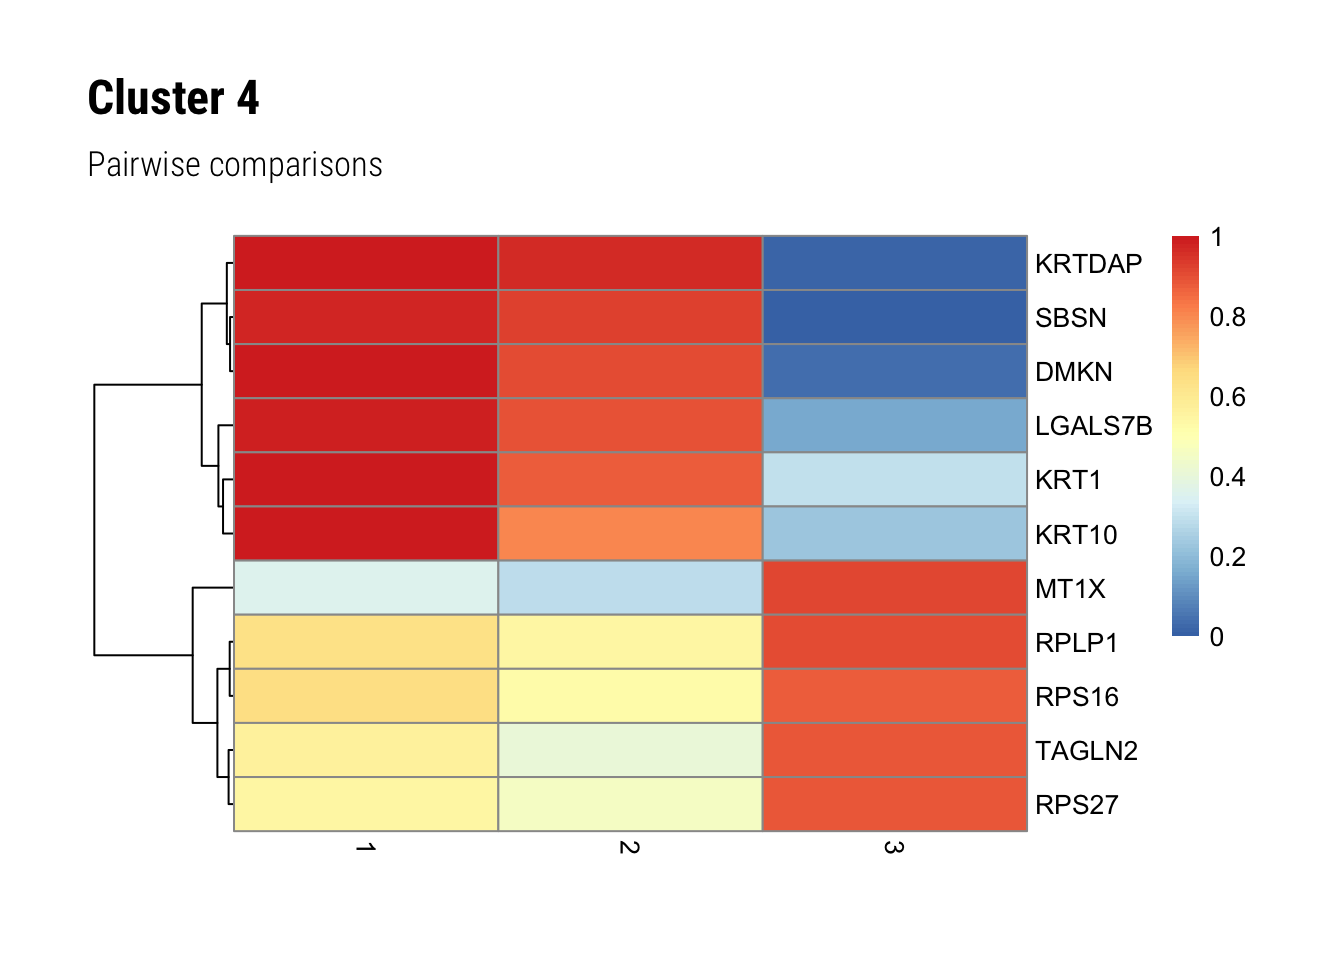 Cluster 4
Pairwise comparisons
KRTDAP
SBSN
DMKN
LGALS7B
KRT1
KRT10
MT1X
RPLP1
RPS16
TAGLN2
RPS27
1
0.8
0.6
0.4
0.2
0
1
2
3